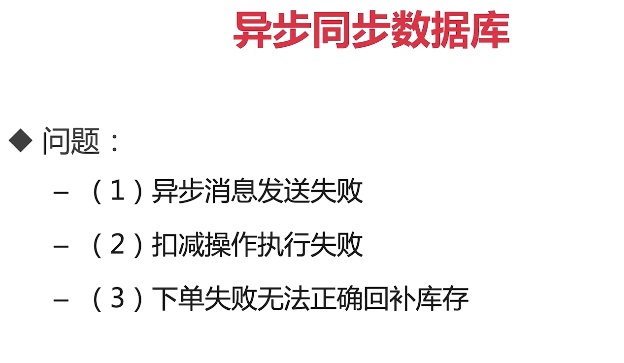 异步同步数据库
◆ 问题：
– （1）异步消息发送失败
– （2）扣减操作执行失败
– （3）下单失败无法正确回补库存